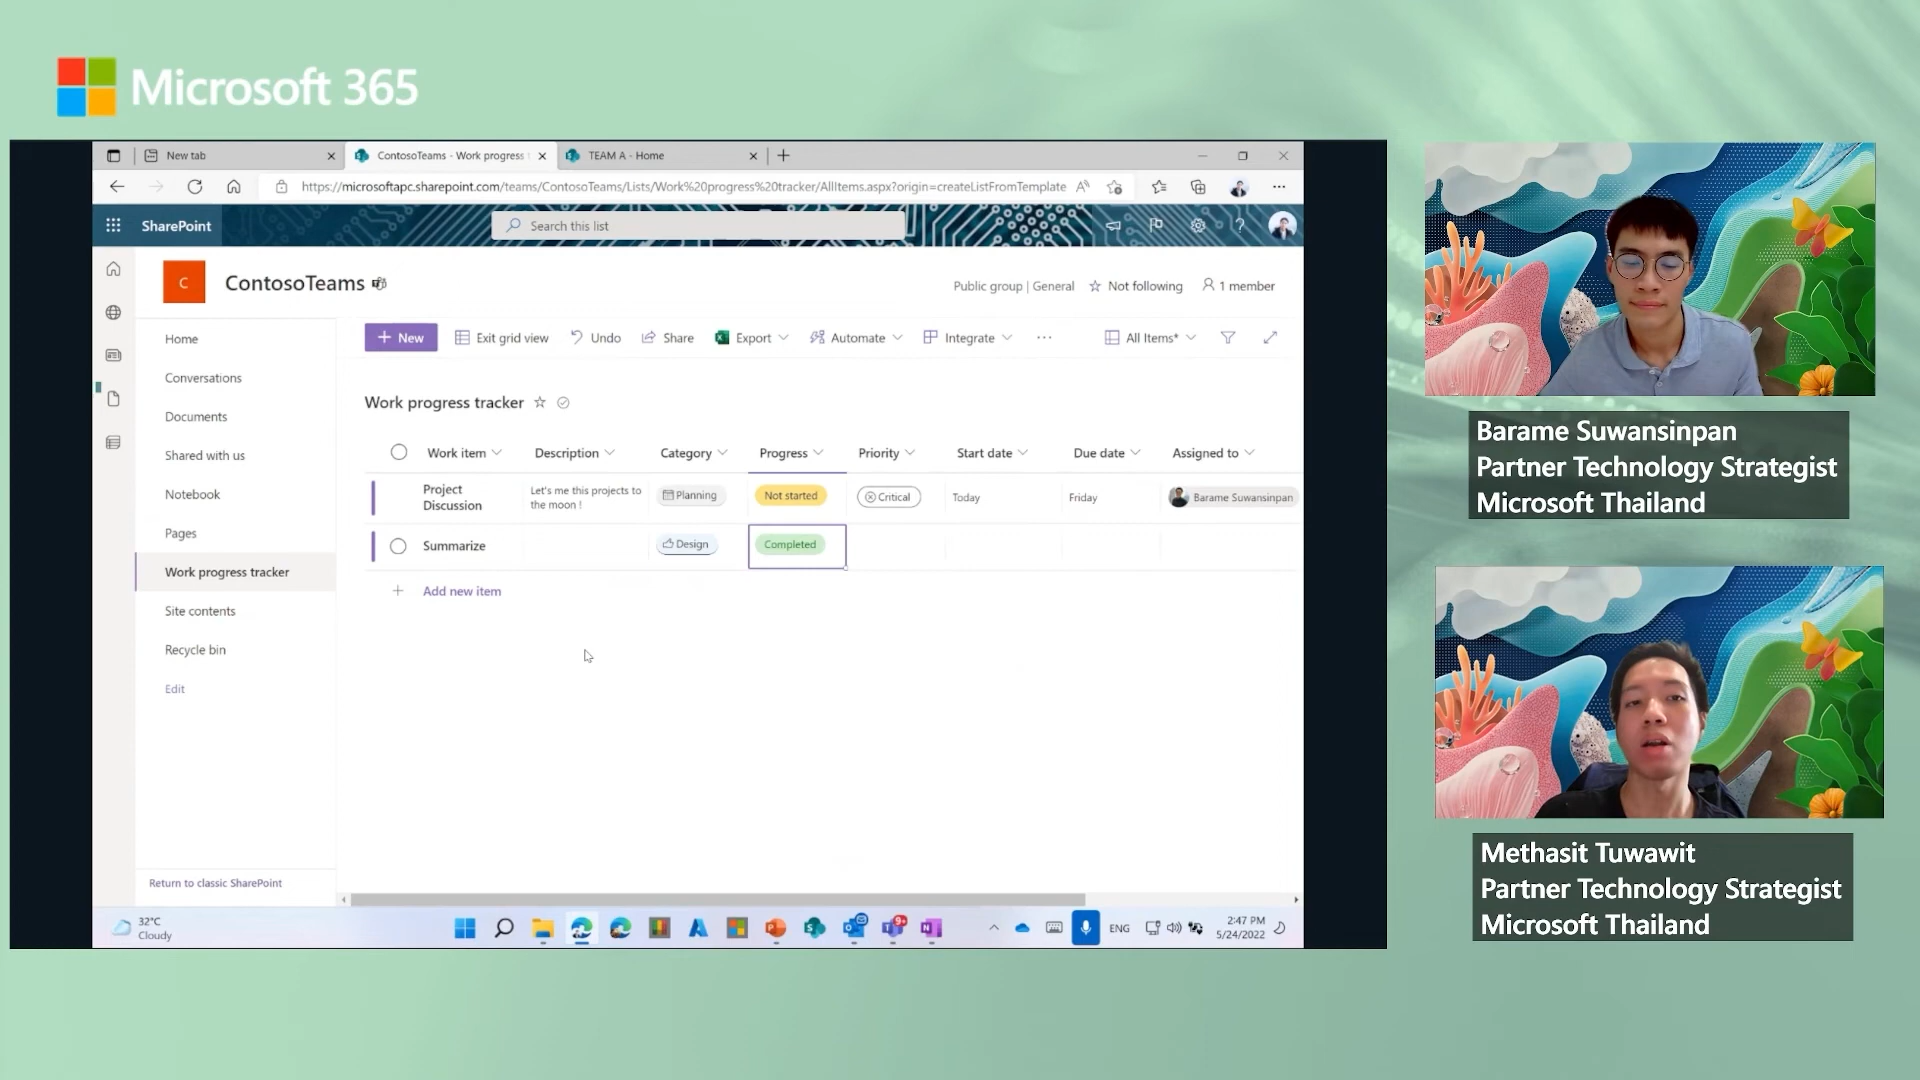 Microsoft 365
New tab
ContosoTeams - Work progress
TEAM A - Home
https://microsoftapc.sharepoint.com/teams/ContosoTeams/Lists/Work%20progress%20tracker/AllItems.aspx?origin=createListFromTemplate
SharePoint
Search this list
C
ContosoTeams
Public group | General
Not following
1 member
Home
Conversations
Documents
Shared with us
Notebook
Pages
Work progress tracker
Site contents
Recycle bin
Edit
Return to classic SharePoint
New
Exit grid view
Undo
Share
Export
Automate
Integrate
All Items*
Work progress tracker
Work item
Description
Category
Progress
Priority
Start date
Due date
Assigned to
Project
Discussion
Let's me this projects to
the moon !
Planning
Not started
Critical
Today
Friday
Barame Suwansinpan
Summarize
Design
Completed
Add new item
32°C
Cloudy
9+
ENG
2:47 PM
5/24/2022
Barame Suwansinpan
Partner Technology Strategist
Microsoft Thailand
Methasit Tuwawit
Partner Technology Strategist
Microsoft Thailand